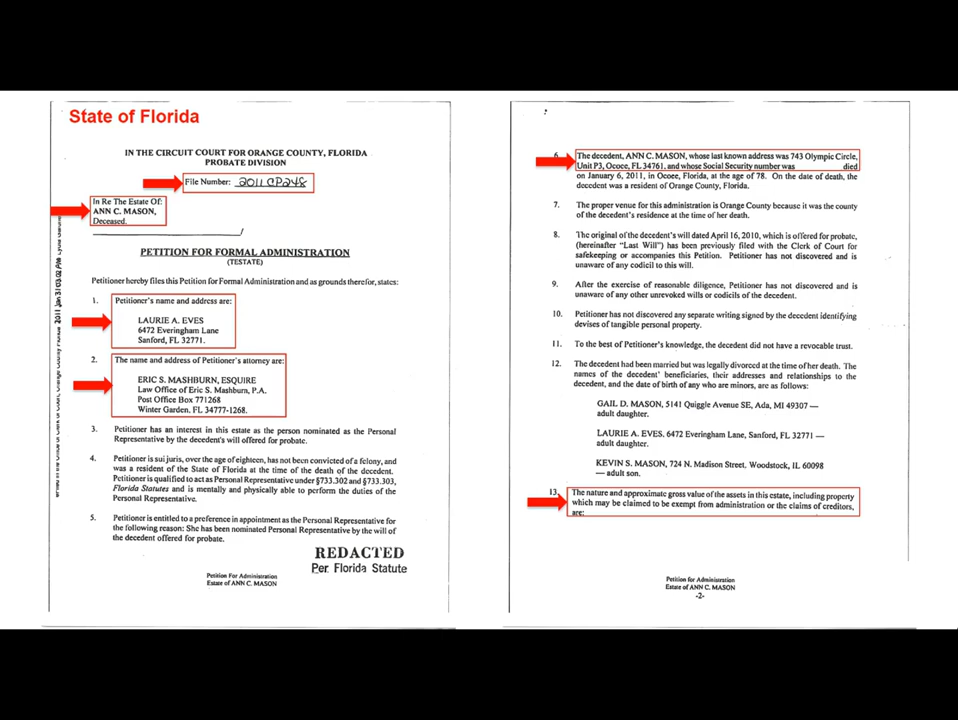 State of Florida
IN THE CIRCUIT COURT FOR ORANGE COUNTY, FLORIDA
PROBATE DIVISION
File Number: 2011 CP248
In Re The Estate Of:
ANN C. MASON,
Deceased.
PETITION FOR FORMAL ADMINISTRATION
(TESTATE)
Petitioner hereby files this Petition for Formal Administration and as grounds therefor, states:
1. Petitioner's name and address are:
LAURIE A. EVES
6472 Everingham Lane
Sanford, FL 32771.
2. The name and address of Petitioner's attorney are:
ERIC S. MASHBURN, ESQUIRE
Law Office of Eric S. Mashburn, P.A.
Post Office Box 771268
Winter Garden, FL 34777-1268.
3. Petitioner has an interest in this estate as the person nominated as the Personal
Representative by the decedent's will offered for probate.
4. Petitioner is sui juris, over the age of eighteen, has not been convicted of a felony, and
was a resident of the State of Florida at the time of the death of the decedent.
Petitioner is qualified to act as Personal Representative under §733.302 and §733.303,
Florida Statutes and is mentally and physically able to perform the duties of the
Personal Representative.
5. Petitioner is entitled to a preference in appointment as the Personal Representative for
the following reason: She has been nominated Personal Representative by the will of
the decedent offered for probate.
REDACTED
Per Florida Statute
Petition For Administration
Estate of ANN C. MASON
6. The decedent, ANN C. MASON, whose last known address was 743 Olympic Circle,
Unit P3, Ocoee, FL 34761, and whose Social Security number was died
on January 6, 2011, in Ocoee, Florida, at the age of 78. On the date of death, the
decedent was a resident of Orange County, Florida.
7. The proper venue for this administration is Orange County because it was the county
of the decedent's residence at the time of her death.
8. The original of the decedent's will dated April 16, 2010, which is offered for probate,
(hereinafter "Last Will") has been previously filed with the Clerk of Court for
safekeeping or accompanies this Petition. Petitioner has not discovered and is
unaware of any codicil to this will.
9. After the exercise of reasonable diligence, Petitioner has not discovered and is
unaware of any other unrevoked wills or codicils of the decedent.
10. Petitioner has not discovered any separate writing signed by the decedent identifying
devises of tangible personal property.
11. To the best of Petitioner's knowledge, the decedent did not have a revocable trust.
12. The decedent had been married but was legally divorced at the time of her death. The
names of the decedent' beneficiaries, their addresses and relationships to the
decedent, and the date of birth of any who are minors, are as follows:
GAIL D. MASON, 5141 Quiggle Avenue SE, Ada, MI 49307 —
adult daughter.
LAURIE A. EVES, 6472 Everingham Lane, Sanford, FL 32771 —
adult daughter.
KEVIN S. MASON, 724 N. Madison Street, Woodstock, IL 60098
— adult son.
13. The nature and approximate gross value of the assets in this estate, including property
which may be claimed to be exempt from administration or the claims of creditors,
are:
Petition for Administration
Estate of ANN C. MASON
-2-